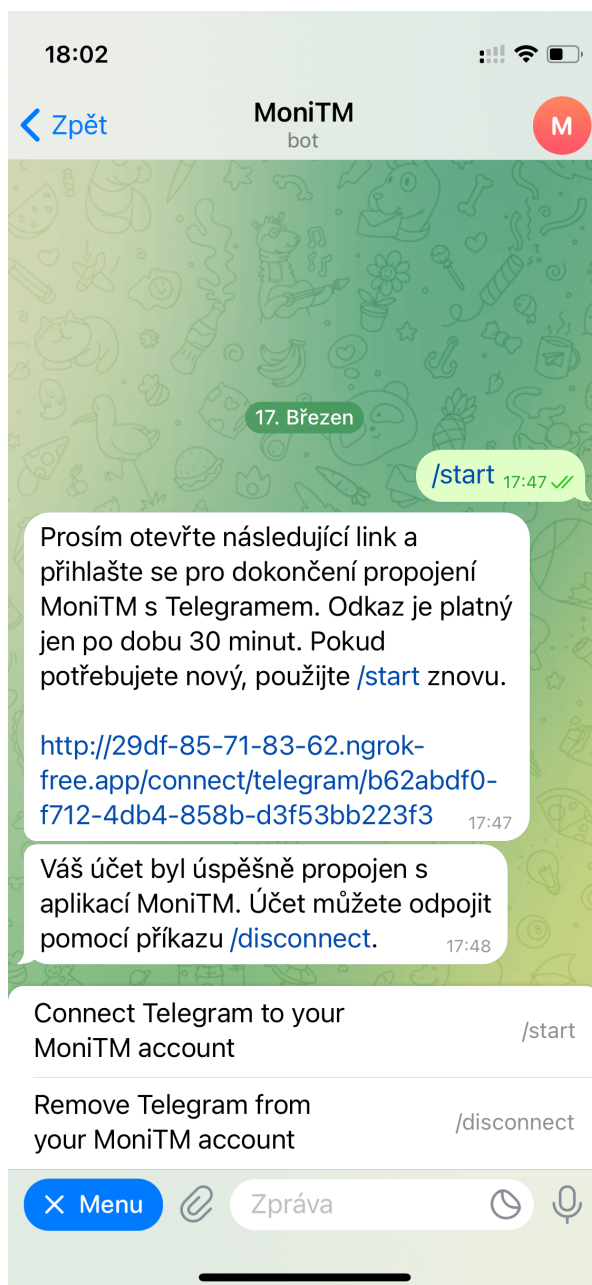 18:02
Zpět
MoniTM
bot
M
17. Březen
/start 17:47
Prosím otevřte následující link a
přihlašte se pro dokončení propojení
MoniTM s Telegramem. Odkaz je platný
jen po dobu 30 minut. Pokud
potřebujete nový, použijte /start znovu.
http://29df-85-71-83-62.ngrok-
free.app/connect/telegram/b62abdf0-
f712-4db4-858b-d3f53bb223f3 17:47
Váš účet byl úspěšně propojen s
aplikací MoniTM. Účet můžete odpojit
pomocí příkazu /disconnect. 17:48
Connect Telegram to your
MoniTM account
/start
Remove Telegram from
your MoniTM account
/disconnect
Menu
Zpráva